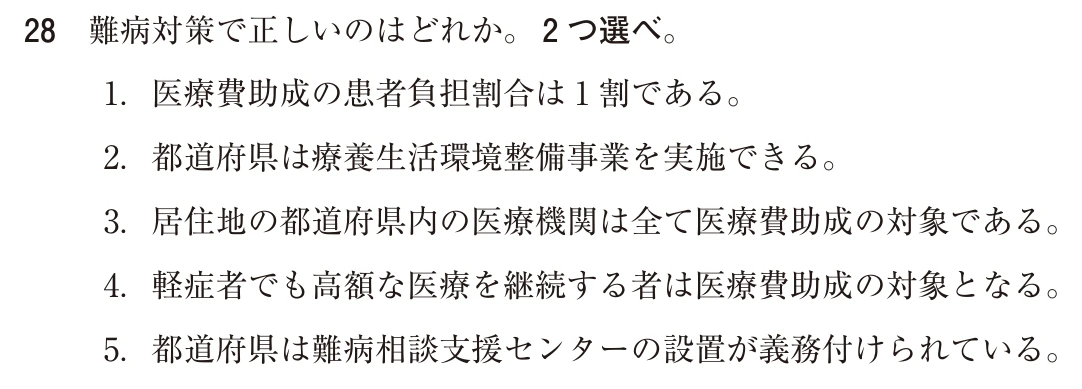 28 難病対策で正しいのはどれか。2つ選べ。
1. 医療費助成の患者負担割合は1割である。
2. 都道府県は療養生活環境整備事業を実施できる。
3. 居住地の都道府県内の医療機関は全て医療費助成の対象である。
4. 軽症者でも高額な医療を継続する者は医療費助成の対象となる。
5. 都道府県は難病相談支援センターの設置が義務付けられている。